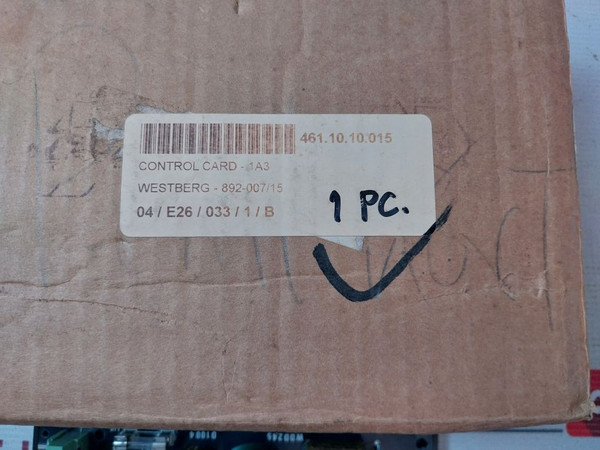 461.10.10.015
CONTROL CARD - 1A3
WESTBERG - 892-007/15
04 / E26 / 033 / 1 / B
1 PC.